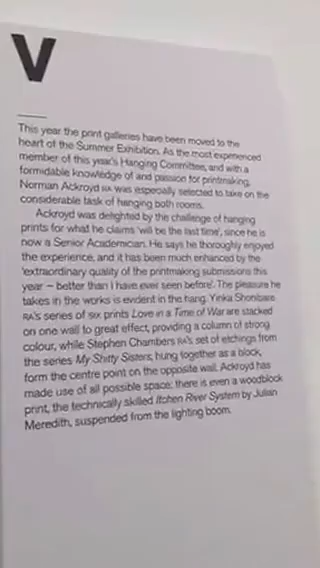 V
This year the print galleries have been moved to the
heart of the Summer Exhibition. As the most experienced
member of this year's Hanging Committee, and with a
formidable knowledge of and passion for printmaking,
Norman Ackroyd RA was especially selected to take on the
considerable task of hanging both rooms.
Ackroyd was delighted by the challenge of hanging
prints for what he claims 'will be the last time', since he is
now a Senior Academician. He says he thoroughly enjoyed
the experience, and it has been much enhanced by the
'extraordinary quality of the printmaking submissions this
year – better than I have ever seen before'. The pleasure he
takes in the works is evident in the hang. Yinka Shonibare
RA's series of six prints Love in a Time of War are stacked
on one wall to great effect, providing a column of strong
colour, while Stephen Chambers RA's set of etchings from
the series My Shitty Sisters, hung together as a block,
form the centre point on the opposite wall. Ackroyd has
made use of all possible space: there is even a woodblock
print, the technically skilled Itchen River System by Julian
Meredith, suspended from the lighting boom.